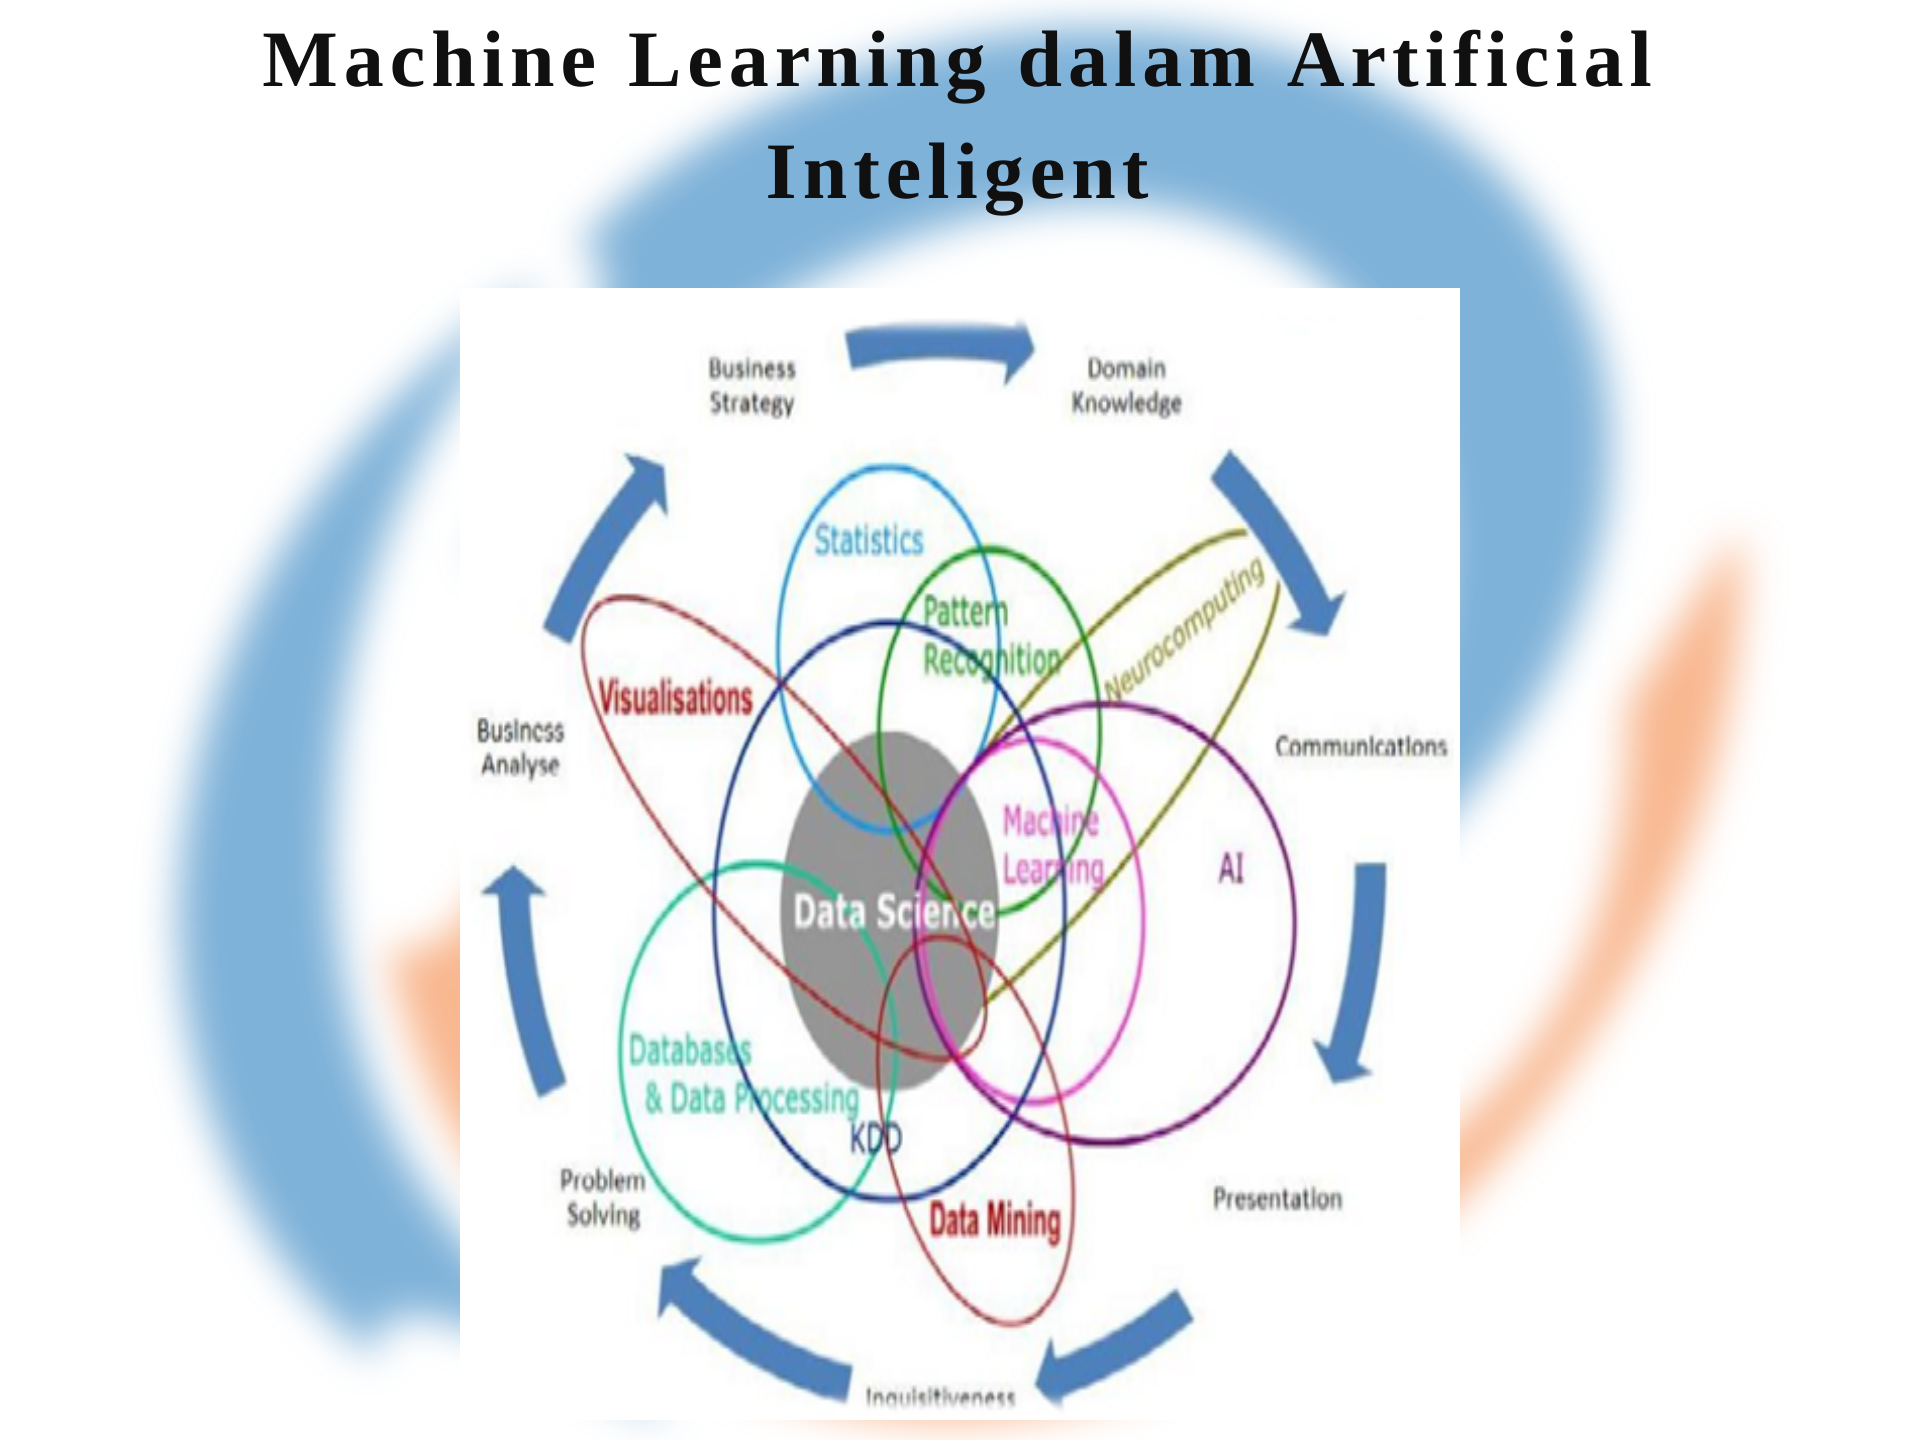 Machine Learning dalam Artificial
Inteligent
Business
Strategy
Domain
Knowledge
Statistics
Pattern
Recognition
Neurocomputing
Visualisations
Business
Analyse
Communications
Machine
Learning
AI
Data Science
Databases
& Data Processing
KDD
Problem
Solving
Presentation
Data Mining
Inquisitiveness